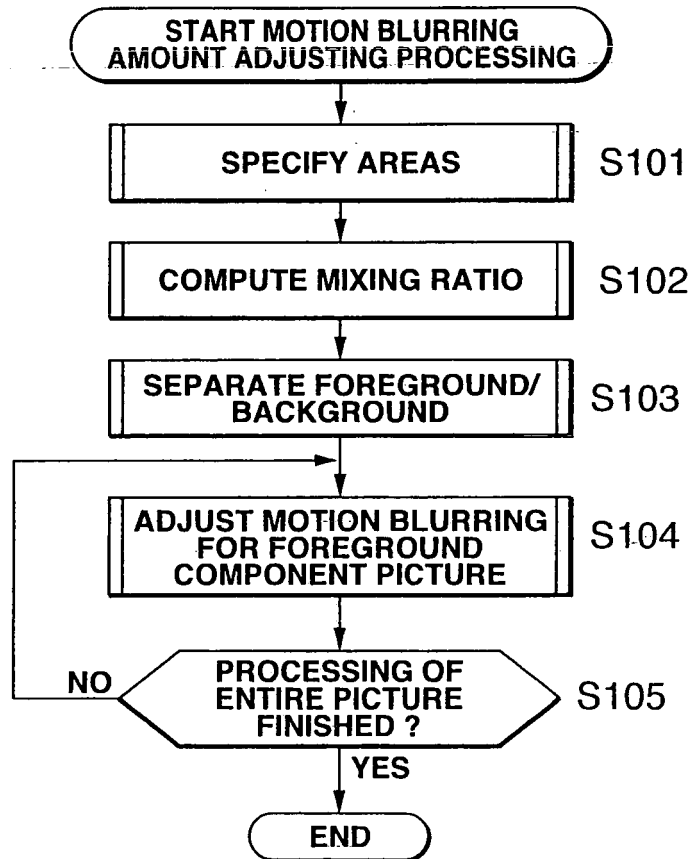 START MOTION BLURRING
AMOUNT ADJUSTING PROCESSING
SPECIFY AREAS
S101
COMPUTE MIXING RATIO
S102
SEPARATE FOREGROUND/
BACKGROUND
S103
ADJUST MOTION BLURRING
FOR FOREGROUND
COMPONENT PICTURE
S104
PROCESSING OF
ENTIRE PICTURE
FINISHED ?
S105
NO
YES
END